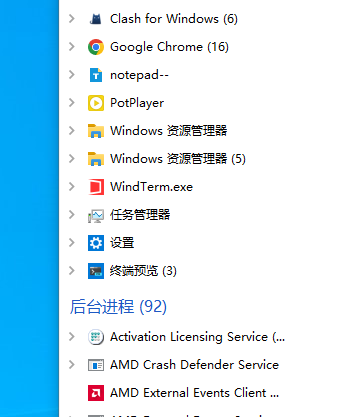 Clash for Windows (6)
Google Chrome (16)
notepad--
PotPlayer
Windows 资源管理器
Windows 资源管理器 (5)
WindTerm.exe
任务管理器
设置
终端预览 (3)
后台进程 (92)
Activation Licensing Service (...
AMD Crash Defender Service
AMD External Events Client ...